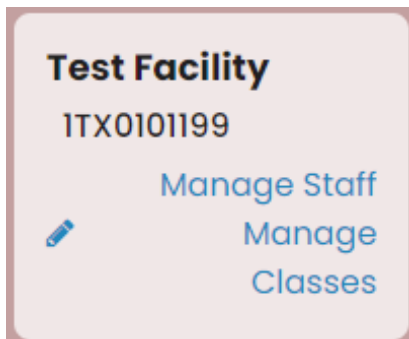 Test Facility
1TX0101199
Manage Staff
Manage
Classes